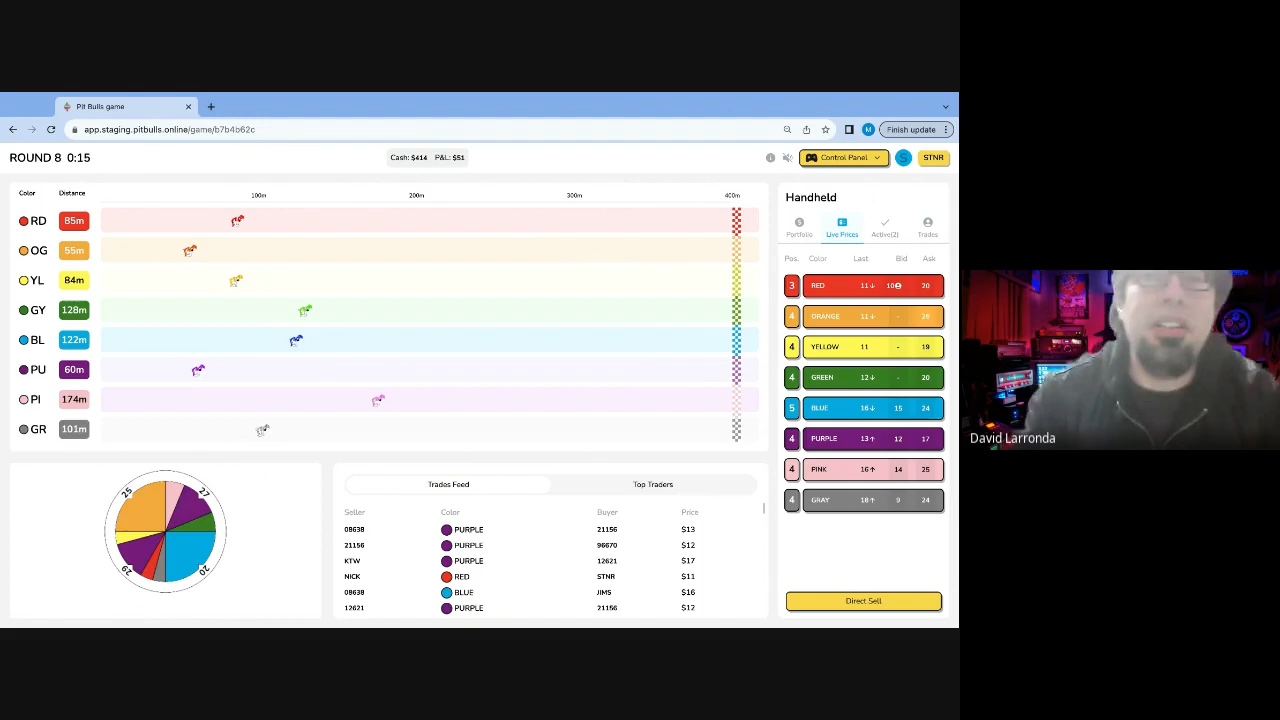 Pit Bulls game
app.staging.pitbulls.online/game/b7b4b62c
M
Finish update
ROUND 8 0:15
Cash: $414 P&L: $51
Control Panel
S
STNR
Color Distance 100m 200m 300m 400m
RD 85m
OG 55m
YL 84m
GY 128m
BL 122m
PU 60m
PI 174m
GR 101m
25
27
29
20
Trades Feed Top Traders
Seller Color Buyer Price
08638 PURPLE 21156 $13
21156 PURPLE 96670 $12
KTW PURPLE 12621 $17
NICK RED STNR $11
08638 BLUE JIMS $16
12621 PURPLE 21156 $12
Handheld
Portfolio Live Prices Active(2) Trades
Pos. Color Last Bid Ask
3 RED 11↓ 10 20
4 ORANGE 11↓ - 26
4 YELLOW 11 - 19
4 GREEN 12↓ - 20
5 BLUE 16↓ 15 24
4 PURPLE 13↑ 12 17
4 PINK 16↑ 14 25
4 GRAY 18↑ 9 24
Direct Sell
David Larronda